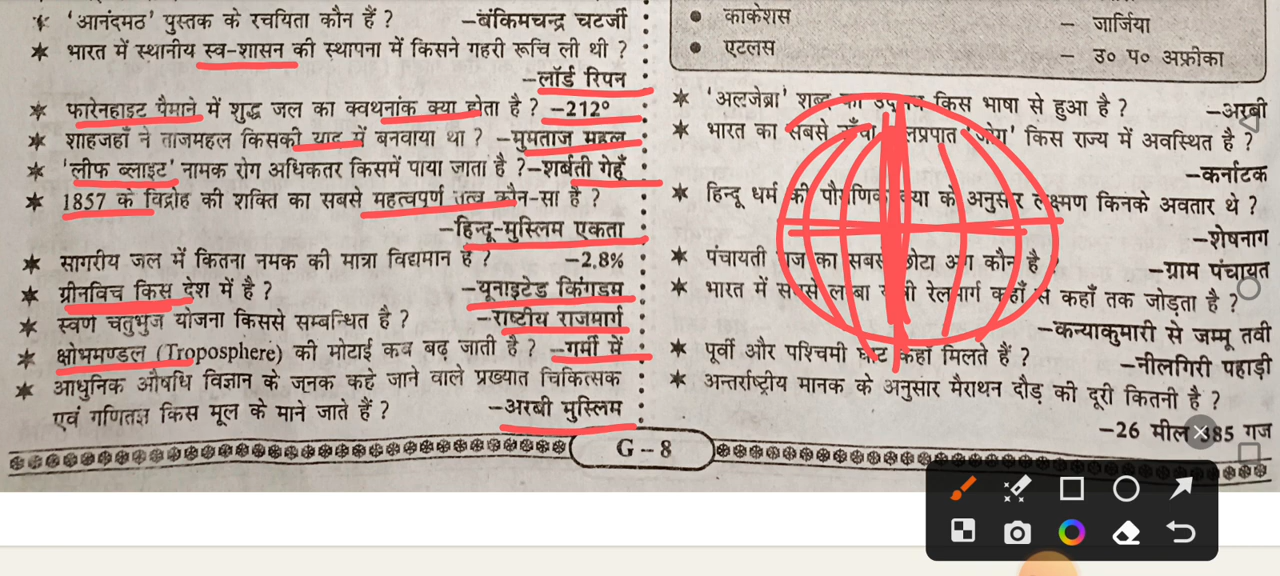 'आनंदमठ' पुस्तक के रचयिता कौन हैं ? –बंकिमचन्द्र चटर्जी
भारत में स्थानीय स्व-शासन की स्थापना में किसने गहरी रूचि ली थी ?
–लॉर्ड रिपन
फारेनहाइट पैमाने में शुद्ध जल का क्वथनांक क्या होता है ? –212°
शाहजहाँ ने ताजमहल किसकी याद में बनवाया था ? –मुमताज महल
'लीफ ब्लाइट' नामक रोग अधिकतर किसमें पाया जाता है ?–शर्बती गेहूँ
1857 के विद्रोह की शक्ति का सबसे महत्वपूर्ण तत्व कौन-सा है ?
–हिन्दू-मुस्लिम एकता
सागरीय जल में कितना नमक की मात्रा विद्यमान है ? –2.8%
ग्रीनविच किस देश में है ? –यूनाइटेड किंगडम
स्वर्ण चतुर्भुज योजना किससे सम्बन्धित है ? –राष्टीय राजमार्ग
क्षोभमण्डल (Troposphere) की मोटाई कब बढ़ जाती है ? –गर्मी में
आधुनिक औषधि विज्ञान के जनक कहे जाने वाले प्रख्यात चिकित्सक
एवं गणितज्ञ किस मूल के माने जाते हैं ? –अरबी मुस्लिम
काकेशस – जार्जिया
एटलस – उ० प० अफ्रीका
'अल्जेब्रा' शब्द का उद्भव किस भाषा से हुआ है ? –अरबी
भारत का सबसे ऊँचा जलप्रपात 'जोग' किस राज्य में अवस्थित है ?
–कर्नाटक
हिन्दू धर्म की पौराणिक कथा के अनुसार लक्ष्मण किनके अवतार थे ?
–शेषनाग
पंचायती राज का सबसे छोटा अंग कौन है ? –ग्राम पंचायत
भारत में सबसे लम्बा रेलमार्ग कहाँ से कहाँ तक जोड़ता है ?
–कन्याकुमारी से जम्मू तवी
पूर्वी और पश्चिमी घाट कहाँ मिलते हैं ? –नीलगिरी पहाड़ी
अन्तर्राष्ट्रीय मानक के अनुसार मैराथन दौड़ की दूरी कितनी है ?
–26 मील 385 गज
G – 8